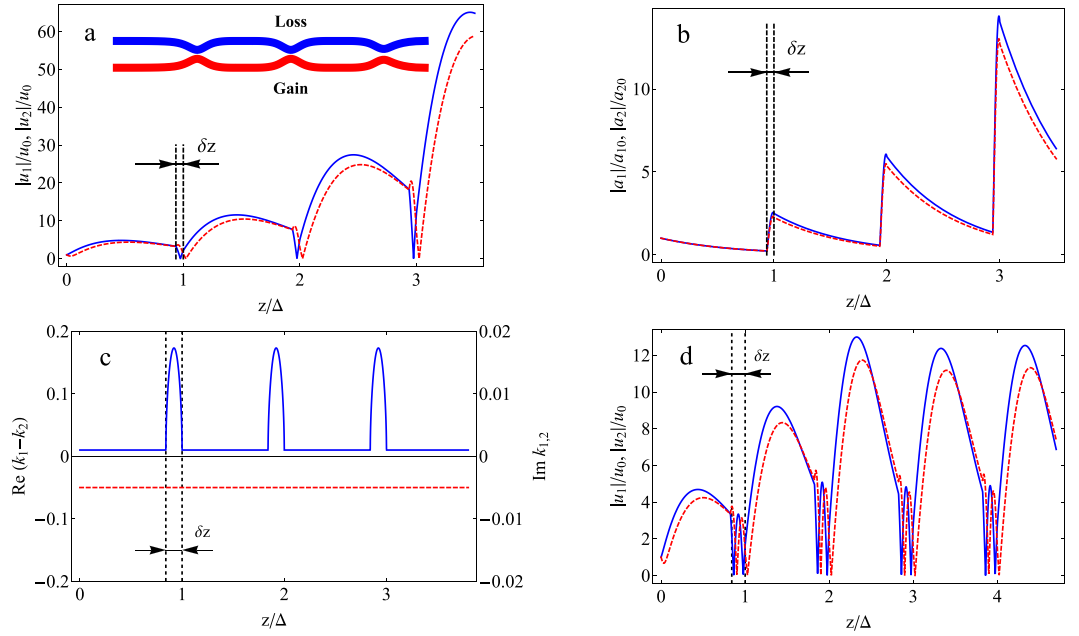 a
Loss
Gain
δz
|u1|/u0, |u2|/u0
60
50
40
30
20
10
0
0 1 2 3
z/Δ
b
δz
|a1|/a10, |a2|/a20
10
5
0
0 1 2 3
z/Δ
c
δz
Re (k1−k2)
0.2
0.1
0
−0.1
−0.2
0.02
0.01
0
−0.01
−0.02
Im k1,2
0 1 2 3
z/Δ
d
δz
|u1|/u0, |u2|/u0
12
10
8
6
4
2
0
0 1 2 3 4
z/Δ